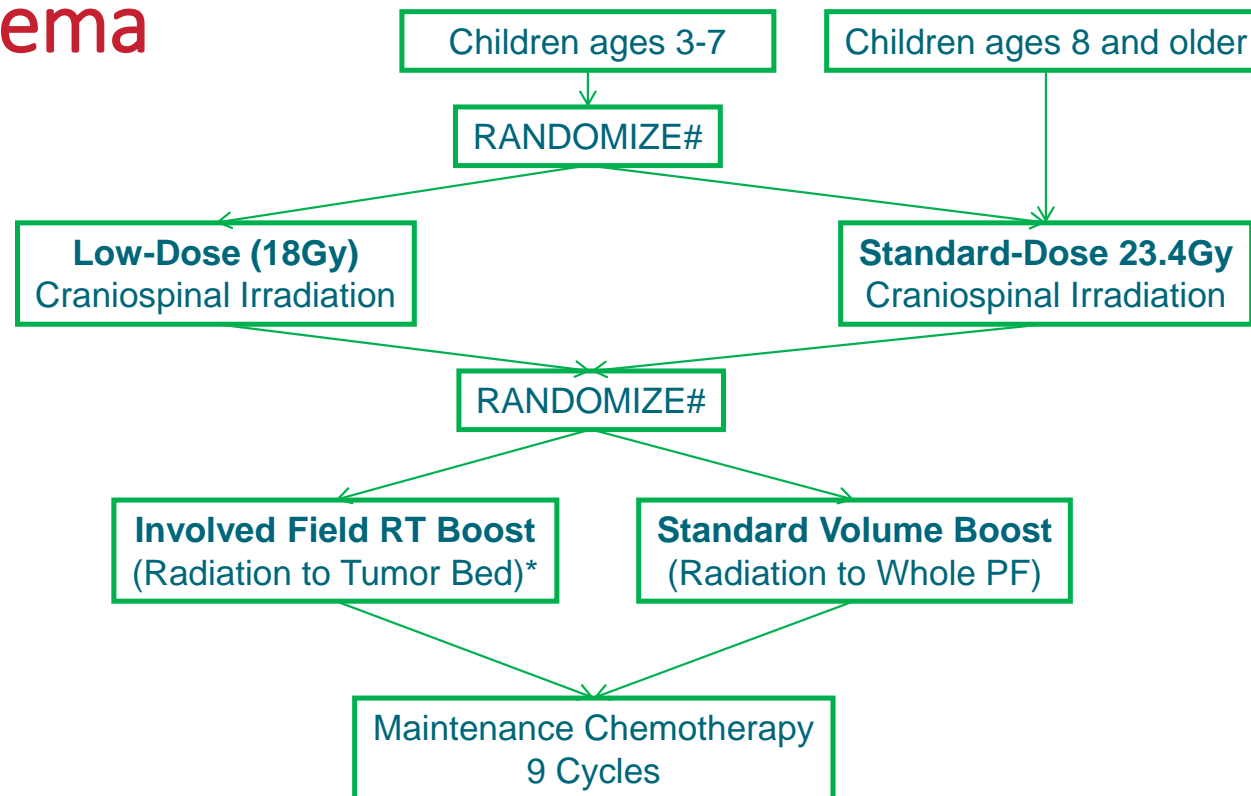 ema
Children ages 3-7
Children ages 8 and older
RANDOMIZE#
Low-Dose (18Gy)
Craniospinal Irradiation
Standard-Dose 23.4Gy
Craniospinal Irradiation
RANDOMIZE#
Involved Field RT Boost
(Radiation to Tumor Bed)*
Standard Volume Boost
(Radiation to Whole PF)
Maintenance Chemotherapy
9 Cycles